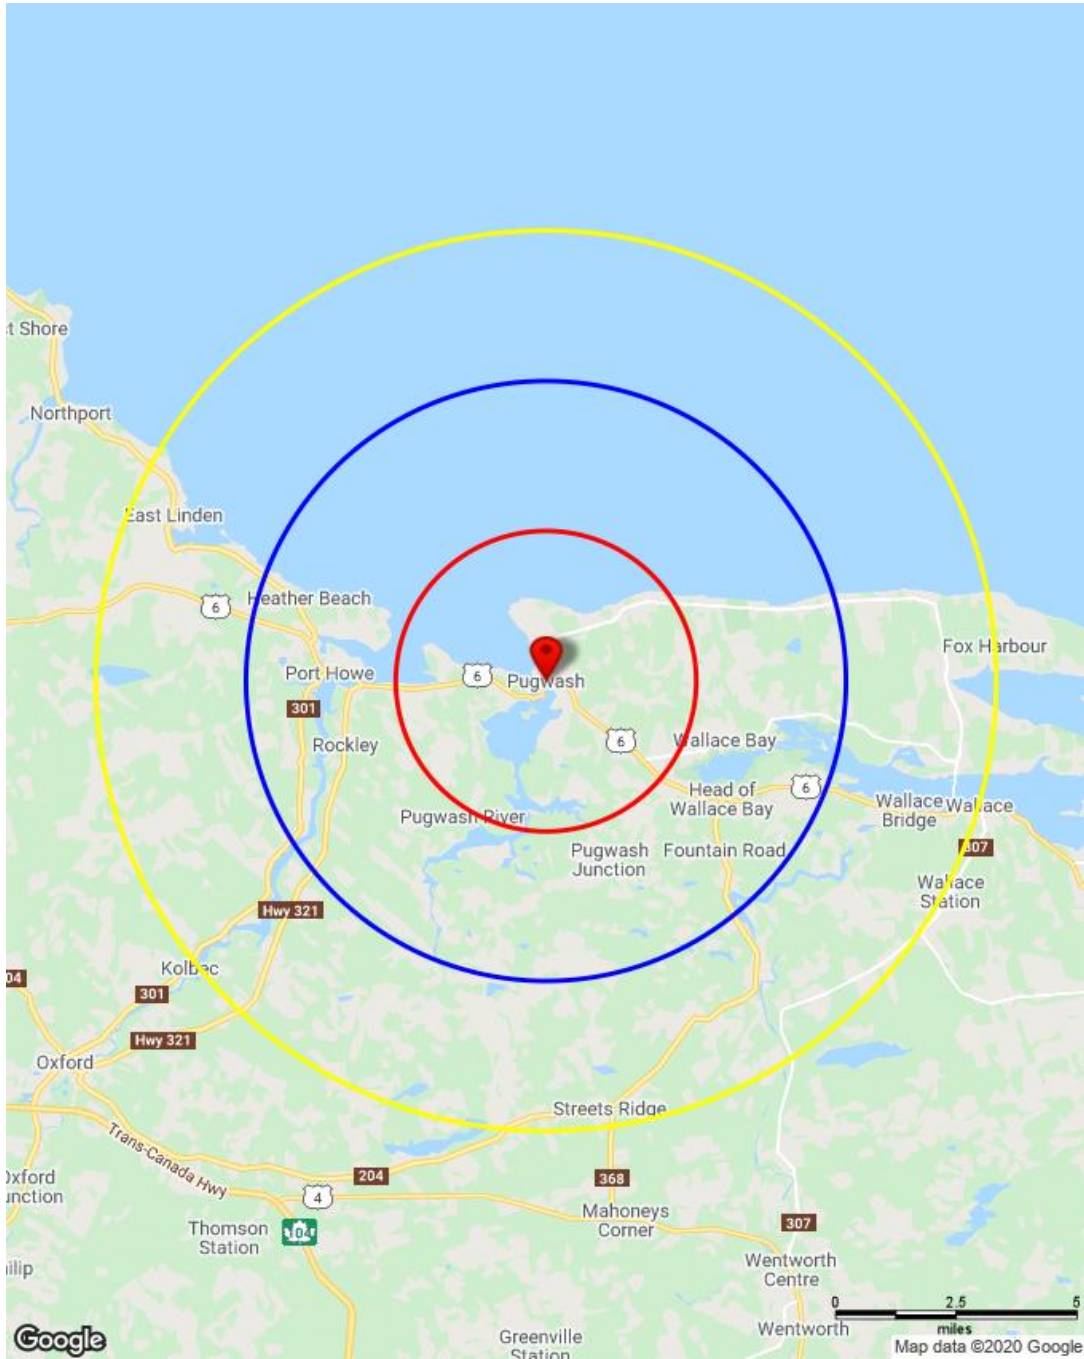 t Shore
Northport
East Linden
6
Heather Beach
Fox Harbour
Port Howe
6
Pugwash
301
Rockley
6
Wallace Bay
Head of
Wallace Bay
6
Wallace
Bridge
Wallace
Pugwash River
307
Pugwash
Junction
Fountain Road
Wallace
Station
Hwy 321
Kolbec
04
301
Hwy 321
Oxford
Streets Ridge
Trans-Canada Hwy
204
368
Oxford
unction
4
Mahoneys
Corner
307
Thomson
Station
104
ilip
Wentworth
Centre
0 2.5 5
miles
Wentworth
Google
Greenville
Station
Map data ©2020 Google